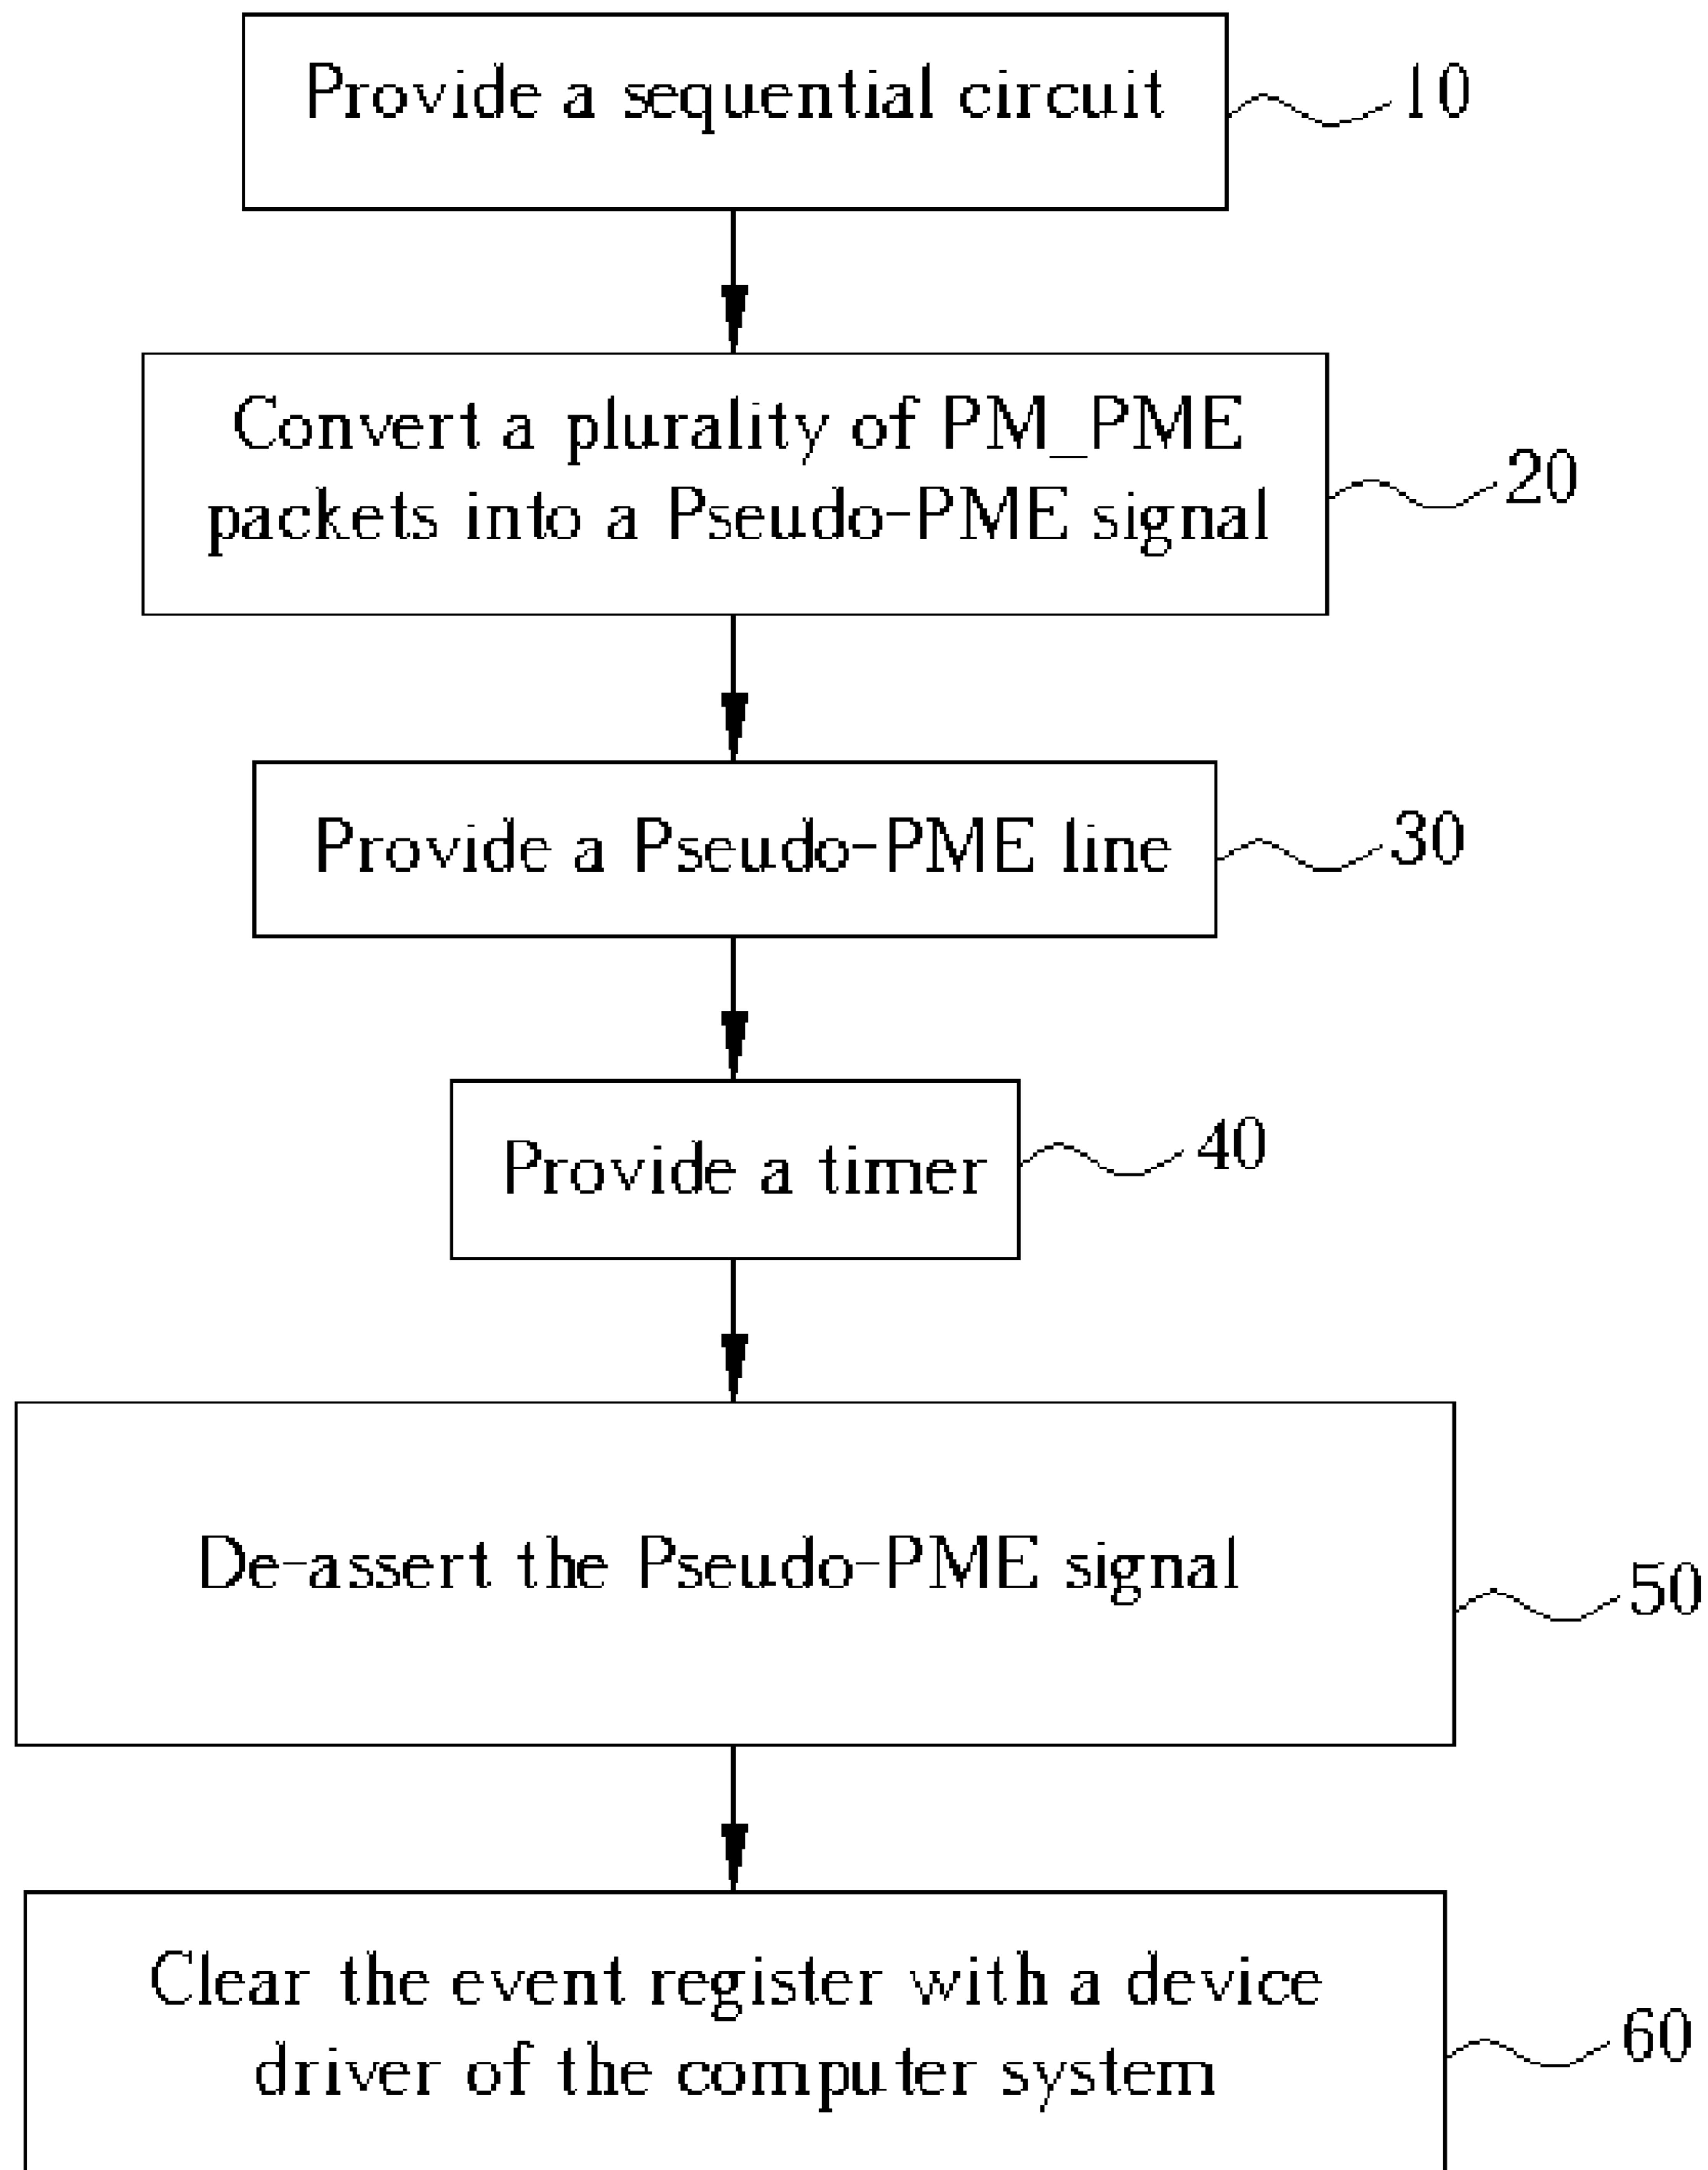 Provide a sequential circuit
10
Convert a plurality of PM_PME
packets into a Pseudo-PME signal
20
Provide a Pseudo-PME line
30
Provide a timer
40
De-assert the Pseudo-PME signal
50
Clear the event register with a device
driver of the computer system
60